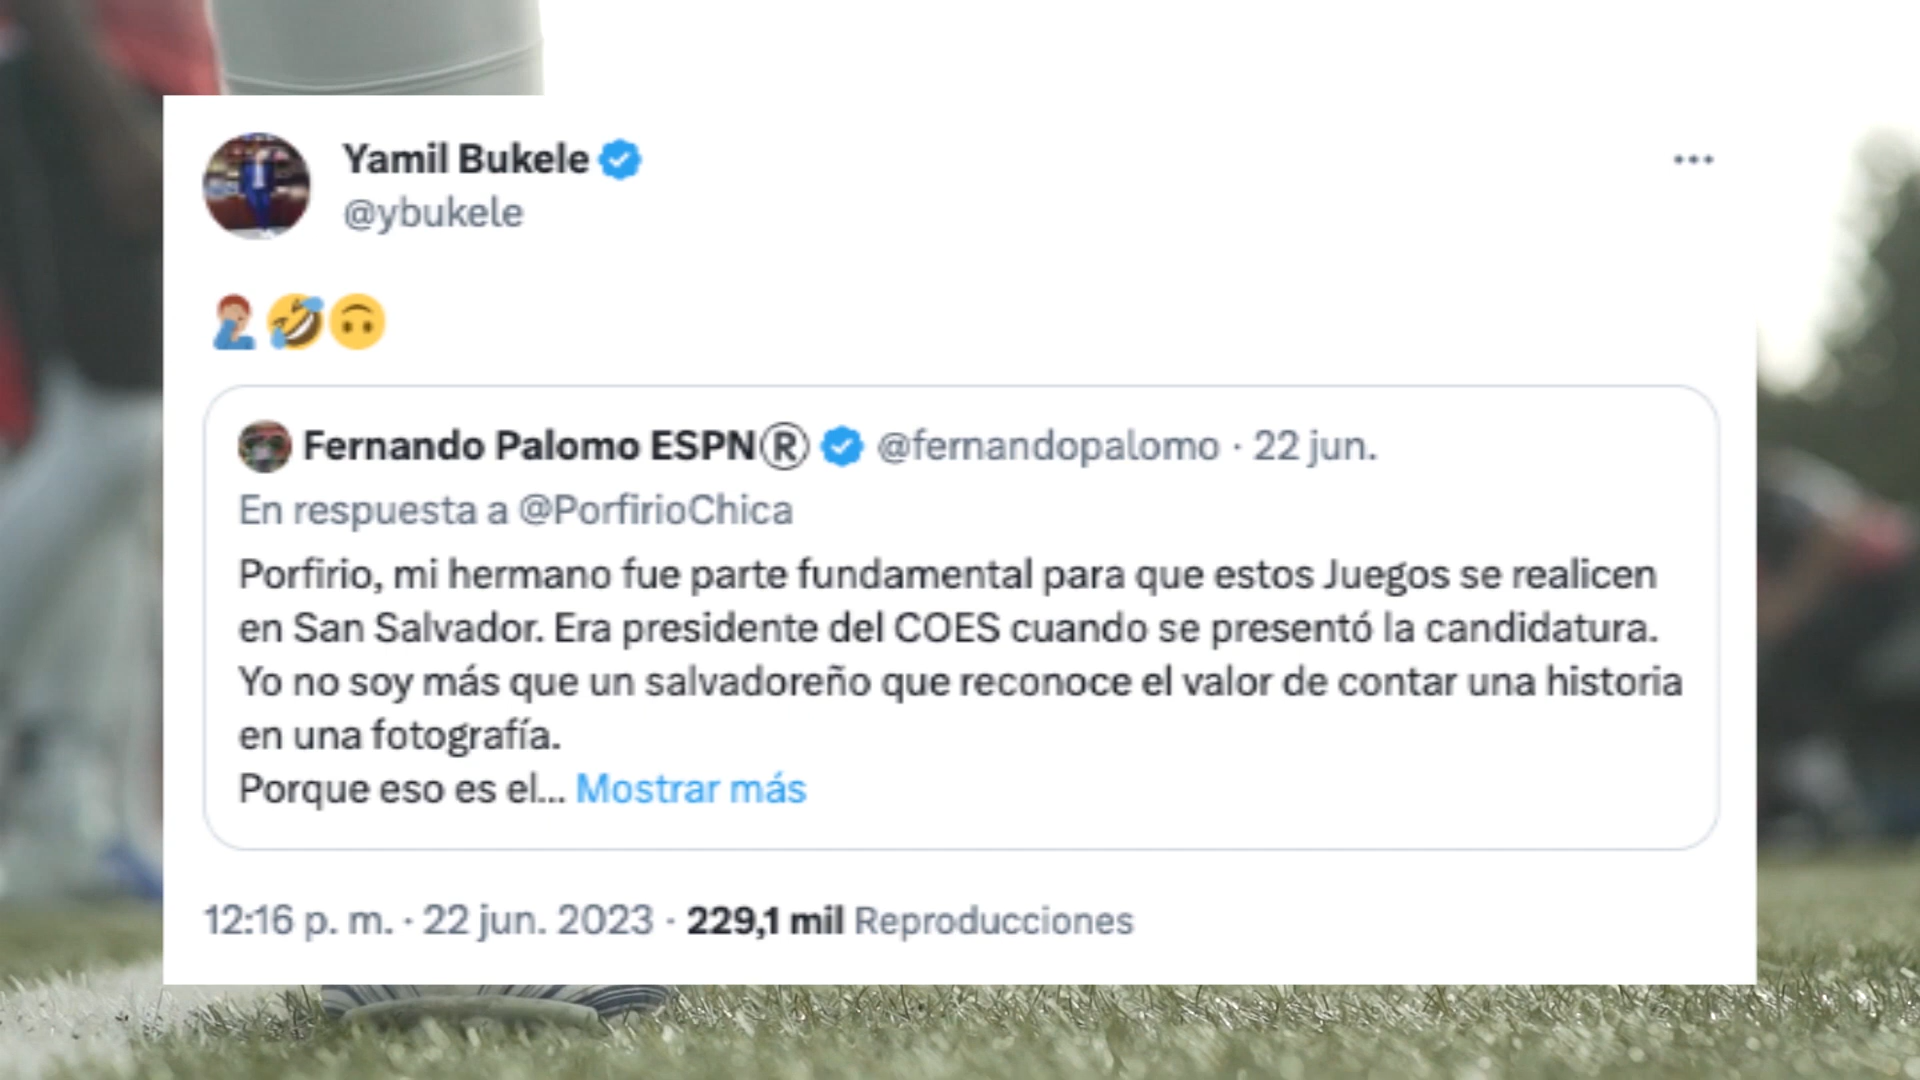 Yamil Bukele
@ybukele
🤦🏽‍♂️🤣🙃
Fernando Palomo ESPN®️ @fernandopalomo · 22 jun.
En respuesta a @PorfirioChica
Porfirio, mi hermano fue parte fundamental para que estos Juegos se realicen
en San Salvador. Era presidente del COES cuando se presentó la candidatura.
Yo no soy más que un salvadoreño que reconoce el valor de contar una historia
en una fotografía.
Porque eso es el... Mostrar más
12:16 p. m. · 22 jun. 2023 · 229,1 mil Reproducciones